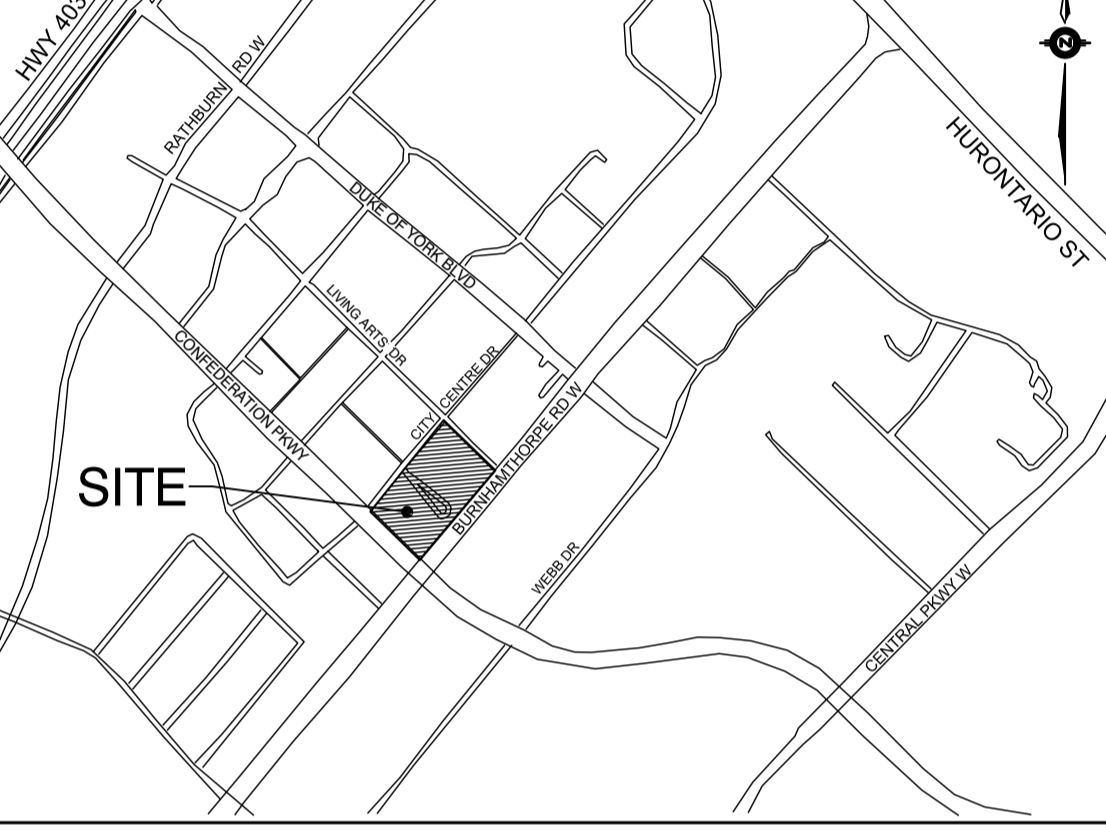 HWY 403
RATHBURN RD W
N
HURONTARIO ST
DUKE OF YORK BLVD
LIVING ARTS DR
CONFEDERATION PKWY
CITY CENTRE DR
BURNHAMTHORPE RD W
SITE
WEBB DR
CENTRAL PKWY W